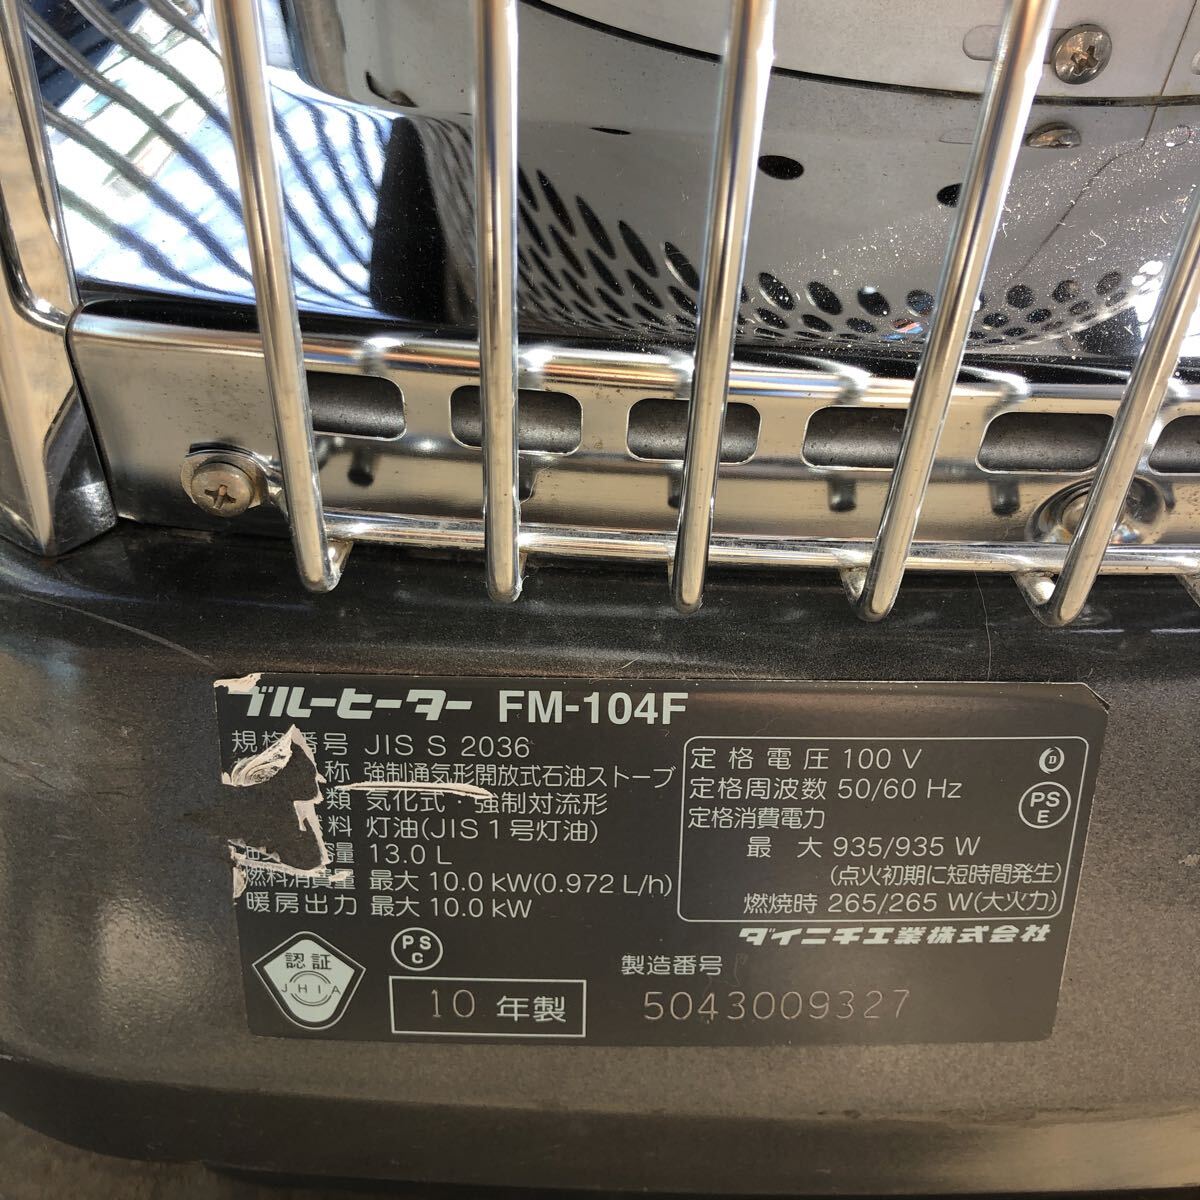 ブルーヒーター FM-104F
規格番号 JIS S 2036
称 強制通気形開放式石油ストーブ
類 気化式・強制対流形
料 灯油(JIS 1号灯油)
容量 13.0 L
燃料消費量 最大 10.0 kW(0.972 L/h)
暖房出力 最大 10.0 kW
定格電圧 100 V
定格周波数 50/60 Hz
定格消費電力
最大 935/935 W
(点火初期に短時間発生)
燃焼時 265/265 W(大火力)
D
PS
E
ダイニチ工業株式会社
認証
JHIA
PS
C
10 年製
製造番号
5043009327